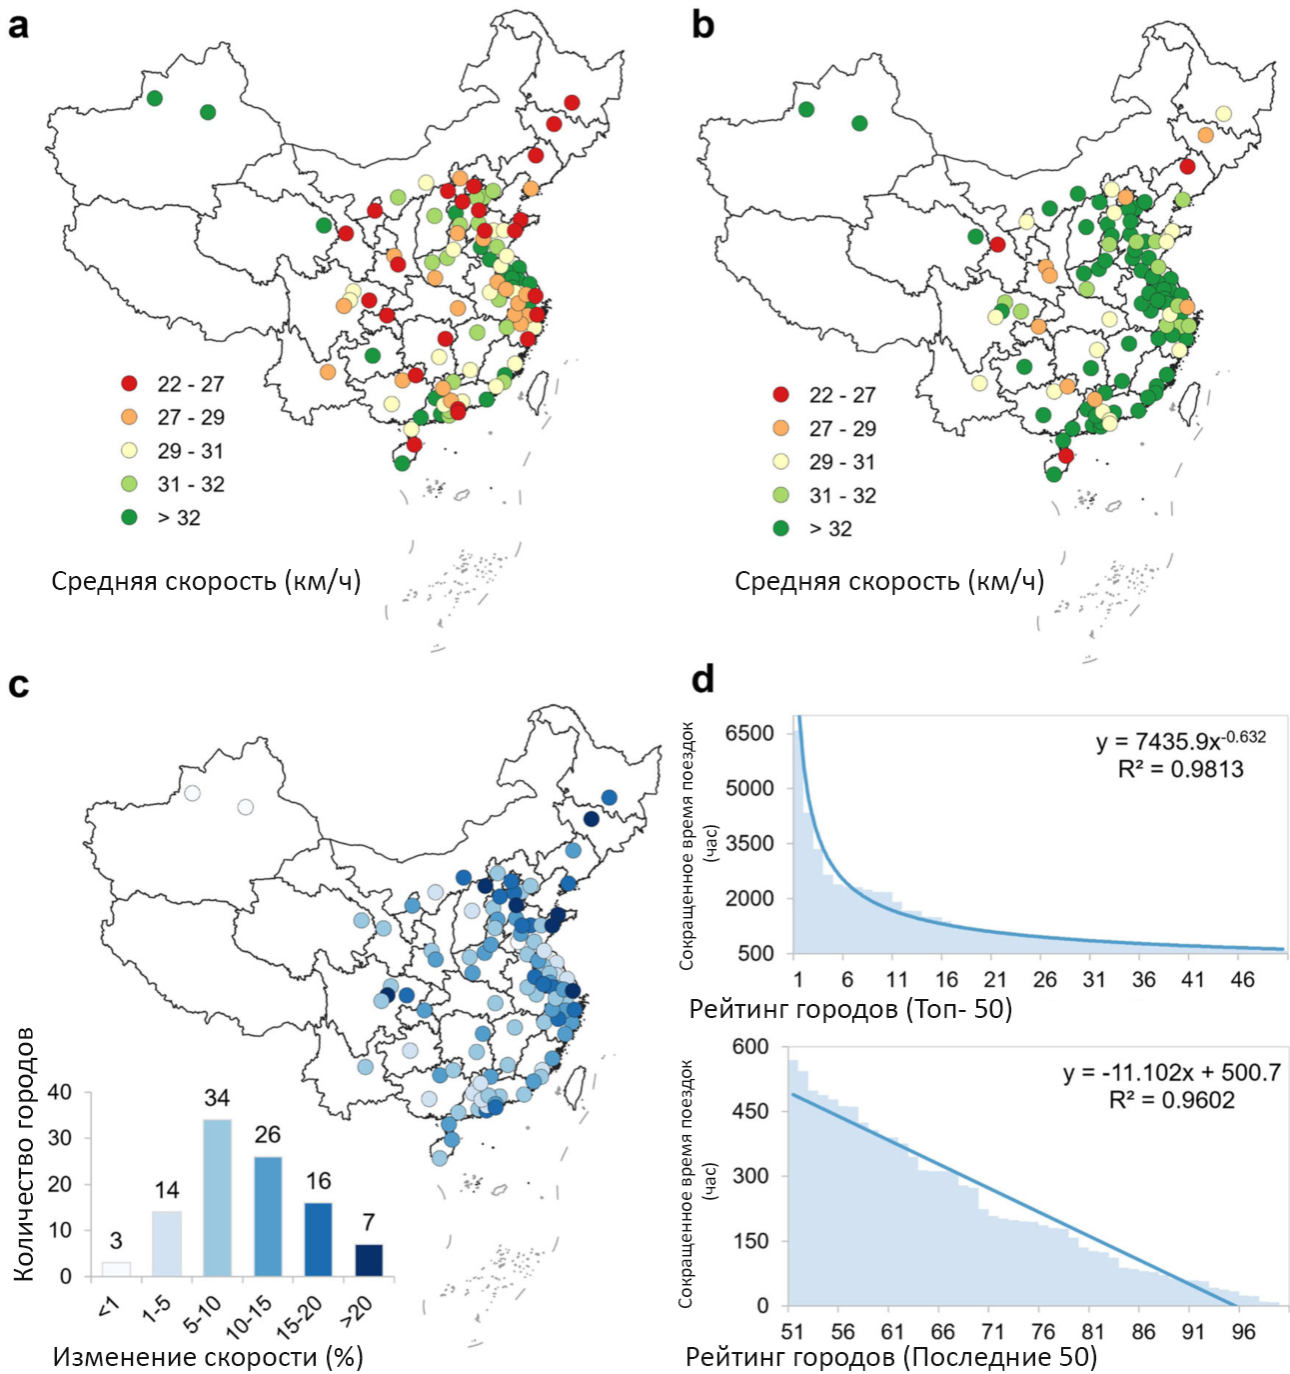 a
22 - 27
27 - 29
29 - 31
31 - 32
> 32
Средняя скорость (км/ч)
b
22 - 27
27 - 29
29 - 31
31 - 32
> 32
Средняя скорость (км/ч)
c
Количество городов
40
30
20
10
0
3
14
34
26
16
7
<1
1-5
5-10
10-15
15-20
>20
Изменение скорости (%)
d
Сокращенное время поездок
(час)
6500
5000
3500
2000
500
y = 7435.9x^-0.632
R² = 0.9813
1 6 11 16 21 26 31 36 41 46
Рейтинг городов (Топ- 50)
Сокращенное время поездок
(час)
600
450
300
150
0
y = -11.102x + 500.7
R² = 0.9602
51 56 61 66 71 76 81 86 91 96
Рейтинг городов (Последние 50)